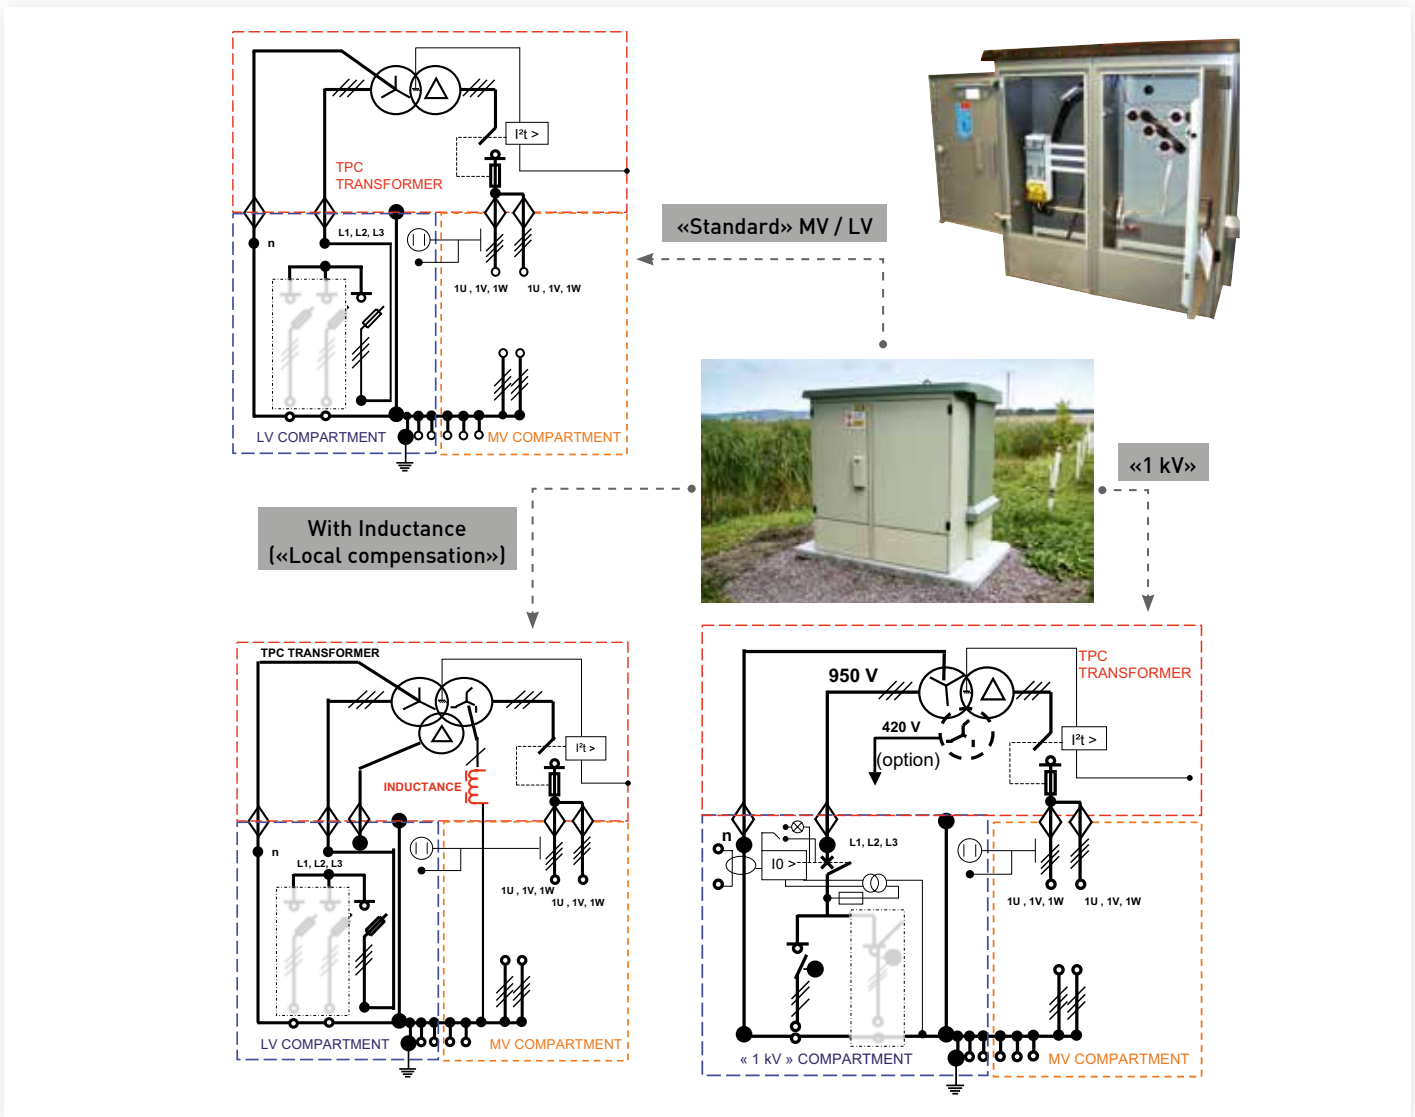 I²t >
TPC
TRANSFORMER
n
L1, L2, L3
1U , 1V, 1W
1U , 1V, 1W
LV COMPARTMENT
MV COMPARTMENT
«Standard» MV / LV
«1 kV»
With Inductance
(«Local compensation»)
TPC TRANSFORMER
I²t >
INDUCTANCE
n
L1, L2, L3
1U , 1V, 1W
1U , 1V, 1W
LV COMPARTMENT
MV COMPARTMENT
TPC
TRANSFORMER
950 V
420 V
(option)
I²t >
n
L1, L2, L3
I0 >
1U , 1V, 1W
1U , 1V, 1W
« 1 kV » COMPARTMENT
MV COMPARTMENT